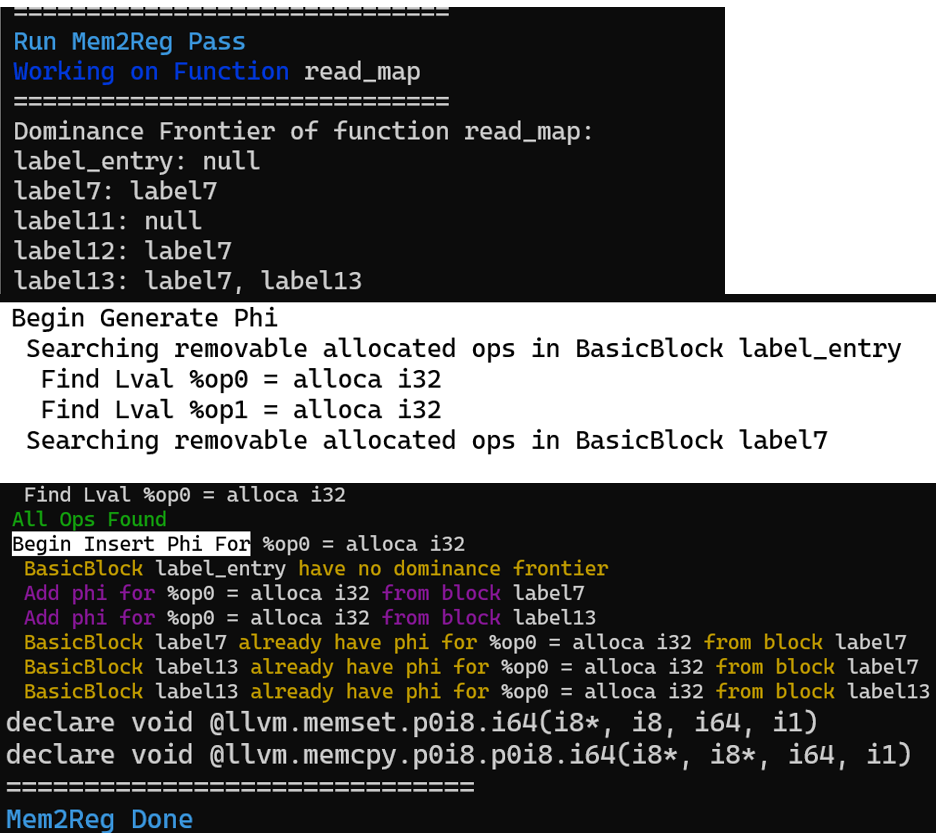 ==============================
Run Mem2Reg Pass
Working on Function read_map
==============================
Dominance Frontier of function read_map:
label_entry: null
label7: label7
label11: null
label12: label7
label13: label7, label13
Begin Generate Phi
Searching removable allocated ops in BasicBlock label_entry
Find Lval %op0 = alloca i32
Find Lval %op1 = alloca i32
Searching removable allocated ops in BasicBlock label7
Find Lval %op0 = alloca i32
All Ops Found
Begin Insert Phi For %op0 = alloca i32
BasicBlock label_entry have no dominance frontier
Add phi for %op0 = alloca i32 from block label7
Add phi for %op0 = alloca i32 from block label13
BasicBlock label7 already have phi for %op0 = alloca i32 from block label7
BasicBlock label13 already have phi for %op0 = alloca i32 from block label7
BasicBlock label13 already have phi for %op0 = alloca i32 from block label13
declare void @llvm.memset.p0i8.i64(i8*, i8, i64, i1)
declare void @llvm.memcpy.p0i8.p0i8.i64(i8*, i8*, i64, i1)
==============================
Mem2Reg Done